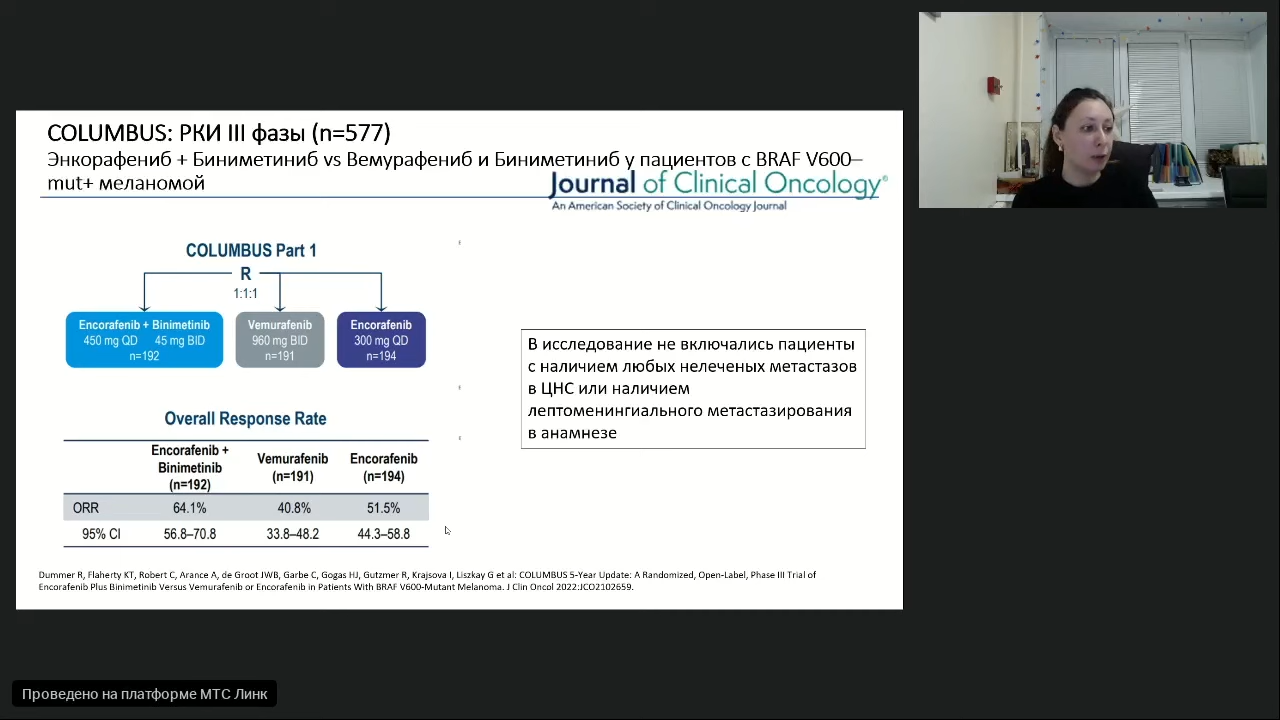 COLUMBUS: РКИ III фазы (n=577)
Энкорафениб + Биниметиниб vs Вемурафениб и Биниметиниб у пациентов с BRAF V600–
mut+ меланомой
Journal of Clinical Oncology®
An American Society of Clinical Oncology Journal
COLUMBUS Part 1
R
1:1:1
Encorafenib + Binimetinib
450 mg QD 45 mg BID
n=192
Vemurafenib
960 mg BID
n=191
Encorafenib
300 mg QD
n=194
В исследование не включались пациенты
с наличием любых нелеченых метастазов
в ЦНС или наличием
лептоменингиального метастазирования
в анамнезе
Overall Response Rate
Encorafenib +
Binimetinib
(n=192)
Vemurafenib
(n=191)
Encorafenib
(n=194)
ORR 64.1% 40.8% 51.5%
95% CI 56.8–70.8 33.8–48.2 44.3–58.8
Dummer R, Flaherty KT, Robert C, Arance A, de Groot JWB, Garbe C, Gogas HJ, Gutzmer R, Krajsova I, Liszkay G et al: COLUMBUS 5-Year Update: A Randomized, Open-Label, Phase III Trial of
Encorafenib Plus Binimetinib Versus Vemurafenib or Encorafenib in Patients With BRAF V600-Mutant Melanoma. J Clin Oncol 2022:JCO2102659.
Проведено на платформе МТС Линк